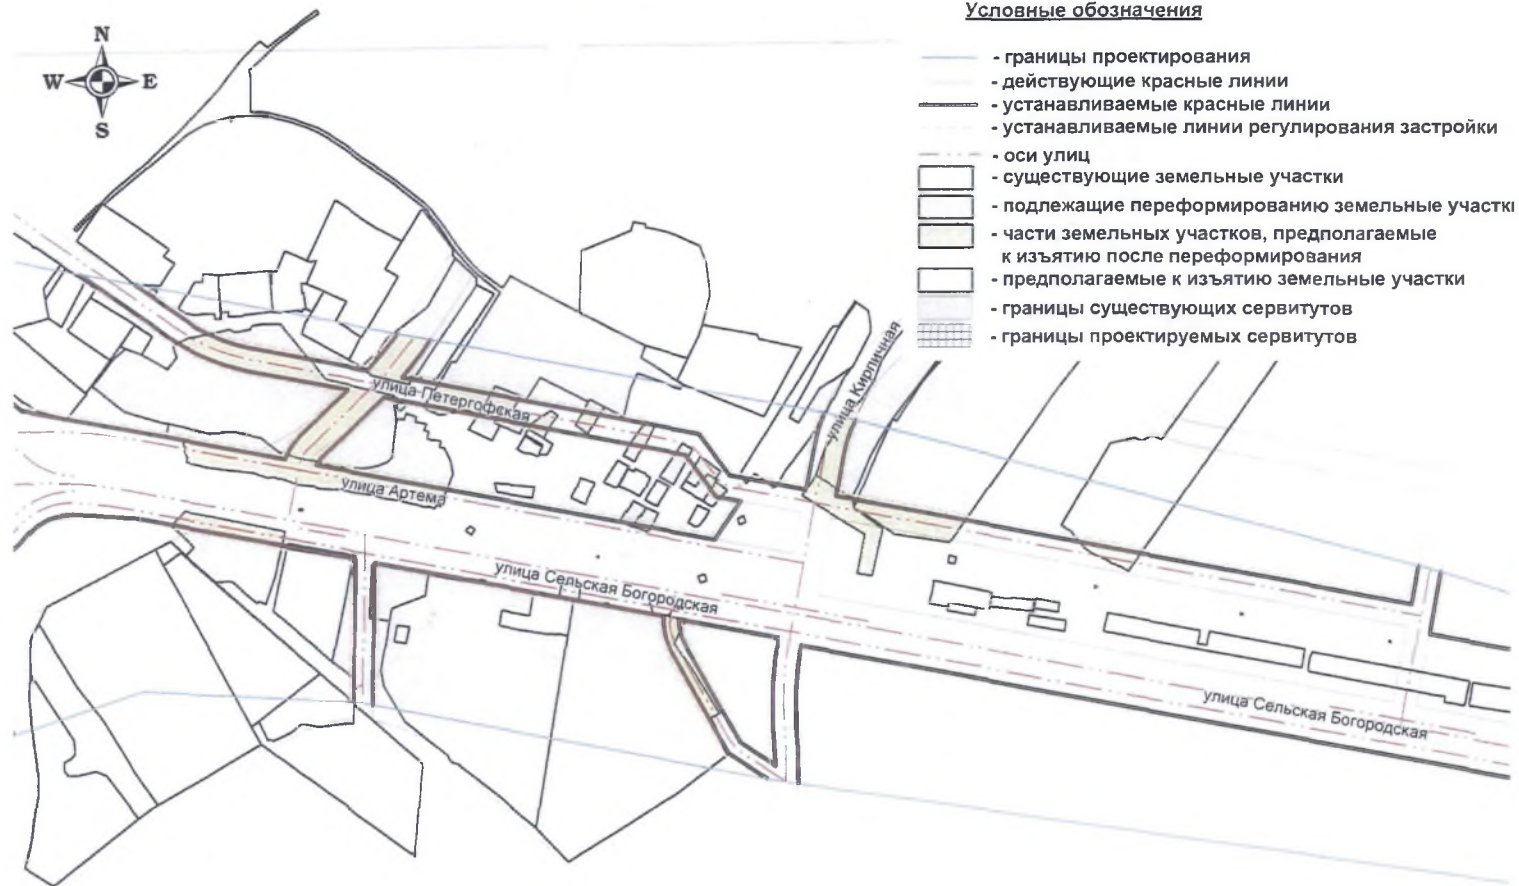 Условные обозначения
N
W E
S
- границы проектирования
- действующие красные линии
- устанавливаемые красные линии
- устанавливаемые линии регулирования застройки
- оси улиц
- существующие земельные участки
- подлежащие переформированию земельные участкі
- части земельных участков, предполагаемые
к изъятию после переформирования
- предполагаемые к изъятию земельные участки
- границы существующих сервитутов
- границы проектируемых сервитутов
улица Кирпичная
улица Петергофская
улица Артема
улица Сельская Богородская
улица Сельская Богородская